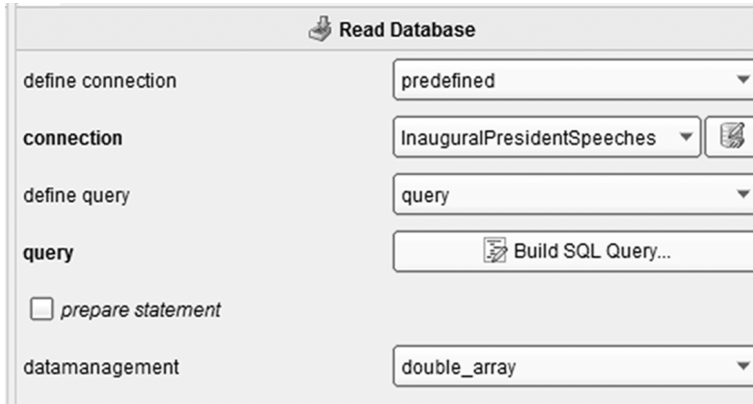 Read Database
define connection predefined
connection InauguralPresidentSpeeches
define query query
query Build SQL Query...
prepare statement
datamanagement double_array